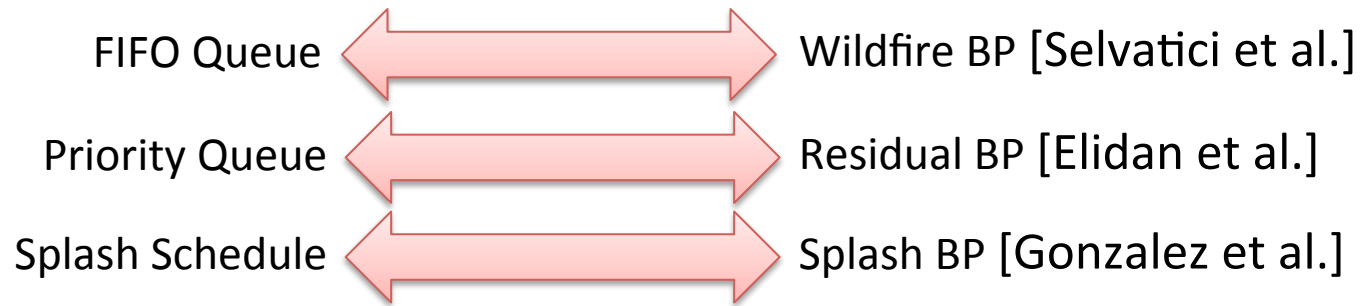 FIFO Queue Wildfire BP [Selvatici et al.]
Priority Queue Residual BP [Elidan et al.]
Splash Schedule Splash BP [Gonzalez et al.]